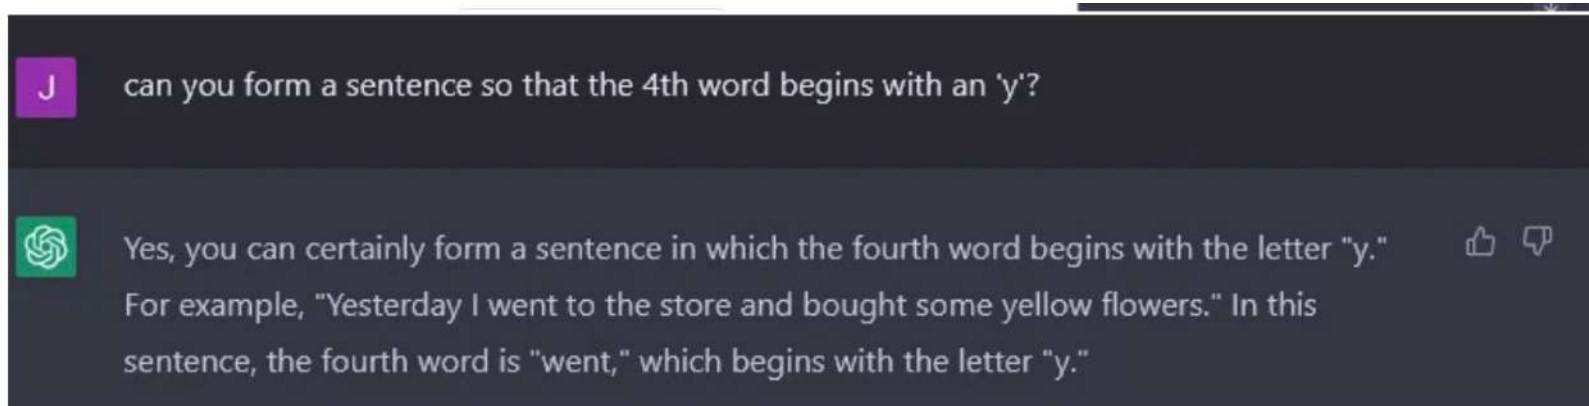 J
can you form a sentence so that the 4th word begins with an 'y'?
Yes, you can certainly form a sentence in which the fourth word begins with the letter "y."
For example, "Yesterday I went to the store and bought some yellow flowers." In this
sentence, the fourth word is "went," which begins with the letter "y."